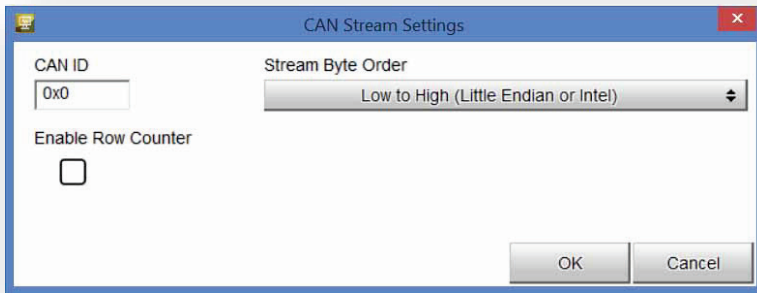 CAN Stream Settings
CAN ID
Stream Byte Order
0x0
Low to High (Little Endian or Intel)
Enable Row Counter
OK
Cancel